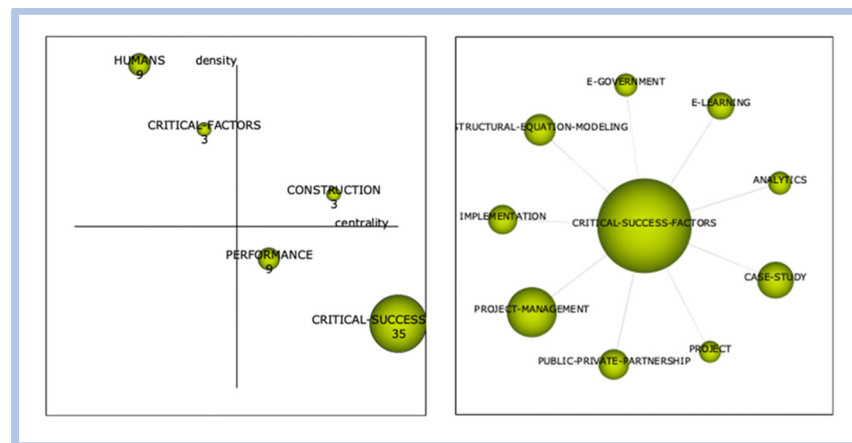 HUMANS
9
density
CRITICAL-FACTORS
3
CONSTRUCTION
3
centrality
PERFORMANCE
9
CRITICAL-SUCCESS
35
E-GOVERNMENT
E-LEARNING
STRUCTURAL-EQUATION-MODELING
ANALYTICS
IMPLEMENTATION
CRITICAL-SUCCESS-FACTORS
CASE-STUDY
PROJECT-MANAGEMENT
PROJECT
PUBLIC-PRIVATE-PARTNERSHIP